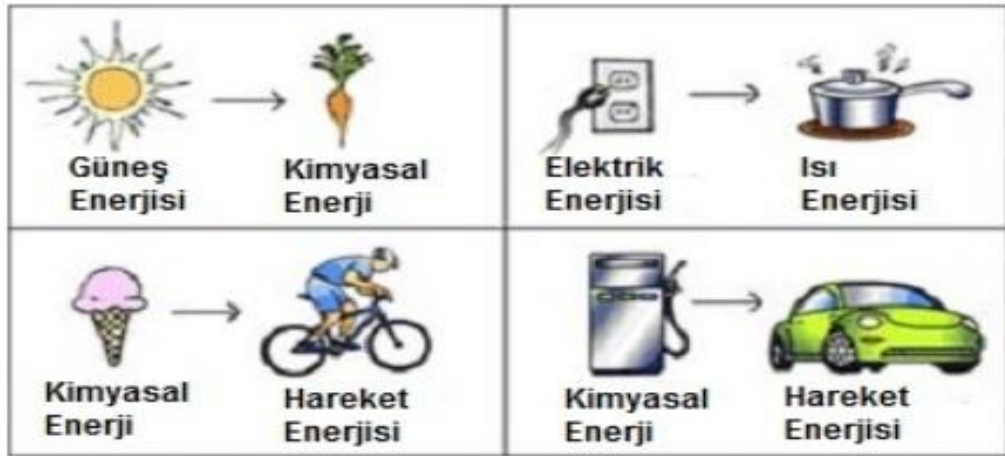 Güneş
Enerjisi
Kimyasal
Enerji
Elektrik
Enerjisi
Isı
Enerjisi
Kimyasal
Enerji
Hareket
Enerjisi
Kimyasal
Enerji
Hareket
Enerjisi